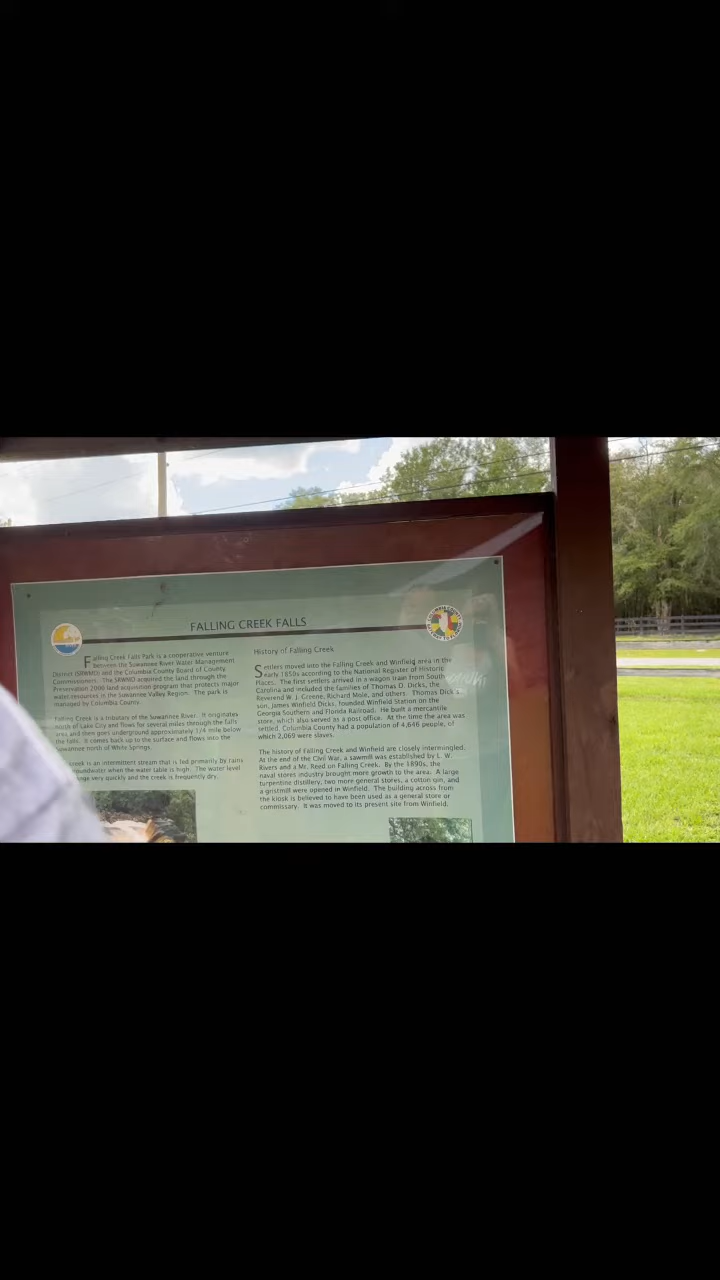 FALLING CREEK FALLS
Falling Creek Falls Park is a cooperative venture
between the Suwannee River Water Management
District (SRWMD) and the Columbia County Board of County
Commissioners. The SRWMD acquired the land through the
Preservation 2000 land acquisition program that protects major
water resources in the Suwannee Valley Region. The park is
managed by Columbia County.
Falling Creek is a tributary of the Suwannee River. It originates
north of Lake City and flows for several miles through the falls
area and then goes underground approximately 1/4 mile below
the falls. It comes back up to the surface and flows into the
Suwannee north of White Springs.
creek is an intermittent stream that is fed primarily by rains
groundwater when the water table is high. The water level
very quickly and the creek is frequently dry.
History of Falling Creek
Settlers moved into the Falling Creek and Winfield area in the
early 1850s according to the National Register of Historic
Places. The first settlers arrived in a wagon train from South
Carolina and included the families of Thomas D. Dicks, the
Reverend W. J. Greene, Richard Mole, and others. Thomas Dick's
son, James Winfield Dicks, founded Winfield Station on the
Georgia Southern and Florida Railroad. He built a mercantile
store, which also served as a post office. At the time the area was
settled, Columbia County had a population of 4,646 people, of
which 2,069 were slaves.
The history of Falling Creek and Winfield are closely intermingled.
At the end of the Civil War, a sawmill was established by L. W.
Rivers and a Mr. Reed on Falling Creek. By the 1890s, the
naval stores industry brought more growth to the area. A large
turpentine distillery, two more general stores, a cotton gin, and
a gristmill were opened in Winfield. The building across from
the kiosk is believed to have been used as a general store or
commissary. It was moved to its present site from Winfield.